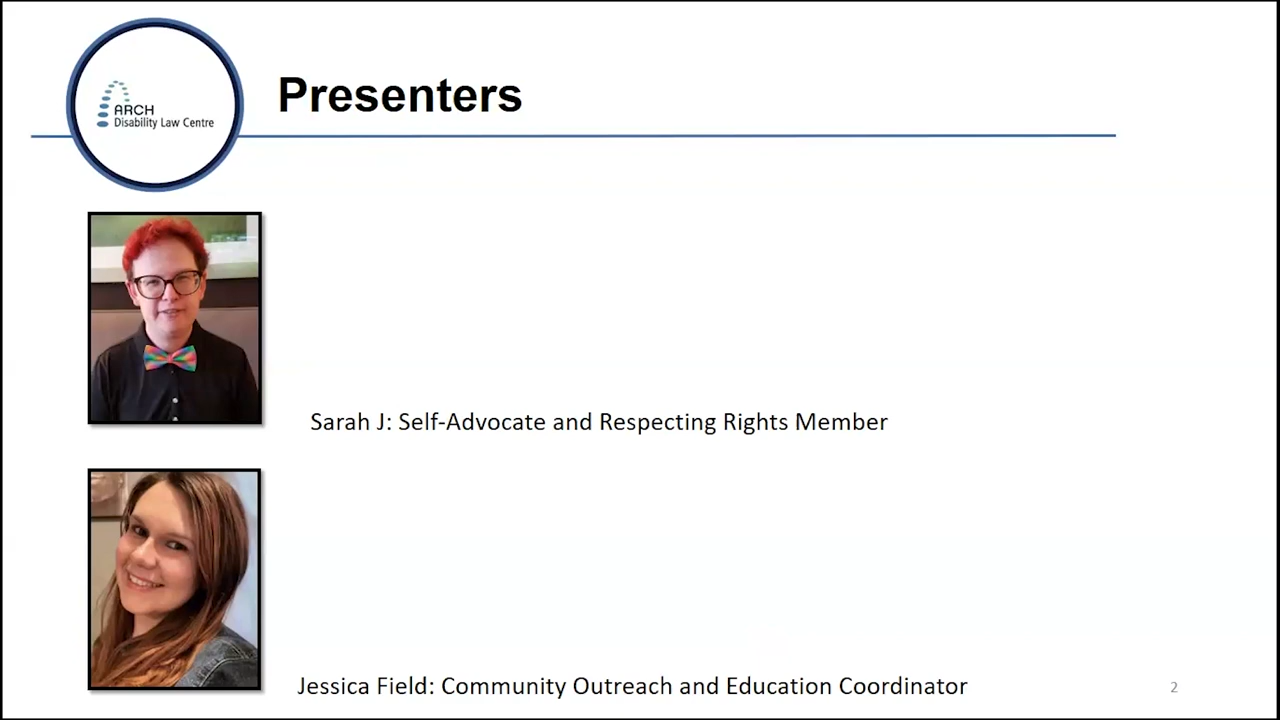 Presenters
ARCH
Disability Law Centre
Sarah J: Self-Advocate and Respecting Rights Member
Jessica Field: Community Outreach and Education Coordinator
2